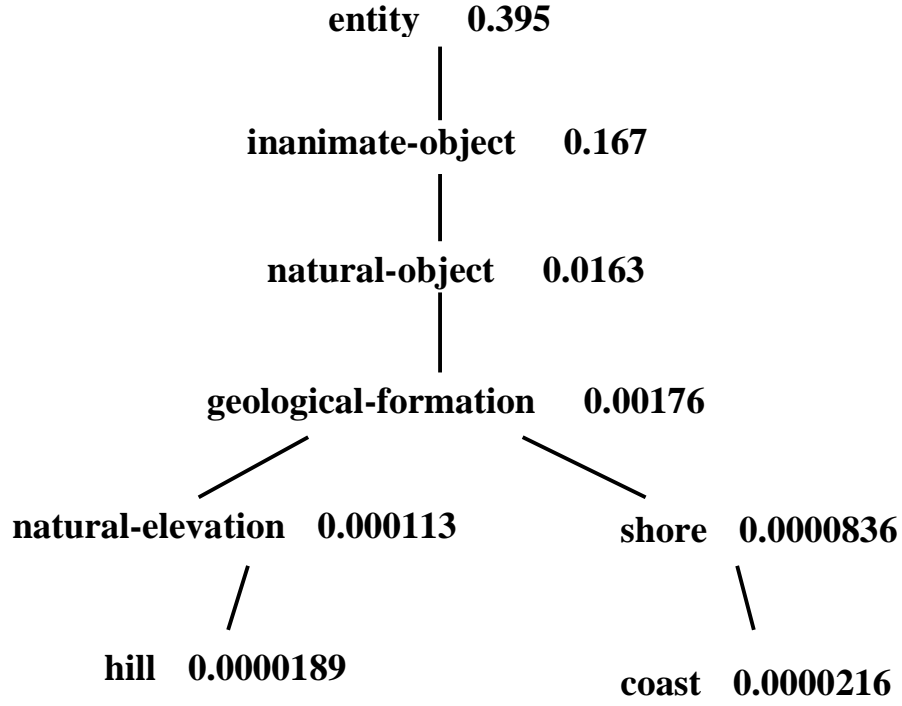 entity 0.395
inanimate-object 0.167
natural-object 0.0163
geological-formation 0.00176
natural-elevation 0.000113
shore 0.0000836
hill 0.0000189
coast 0.0000216